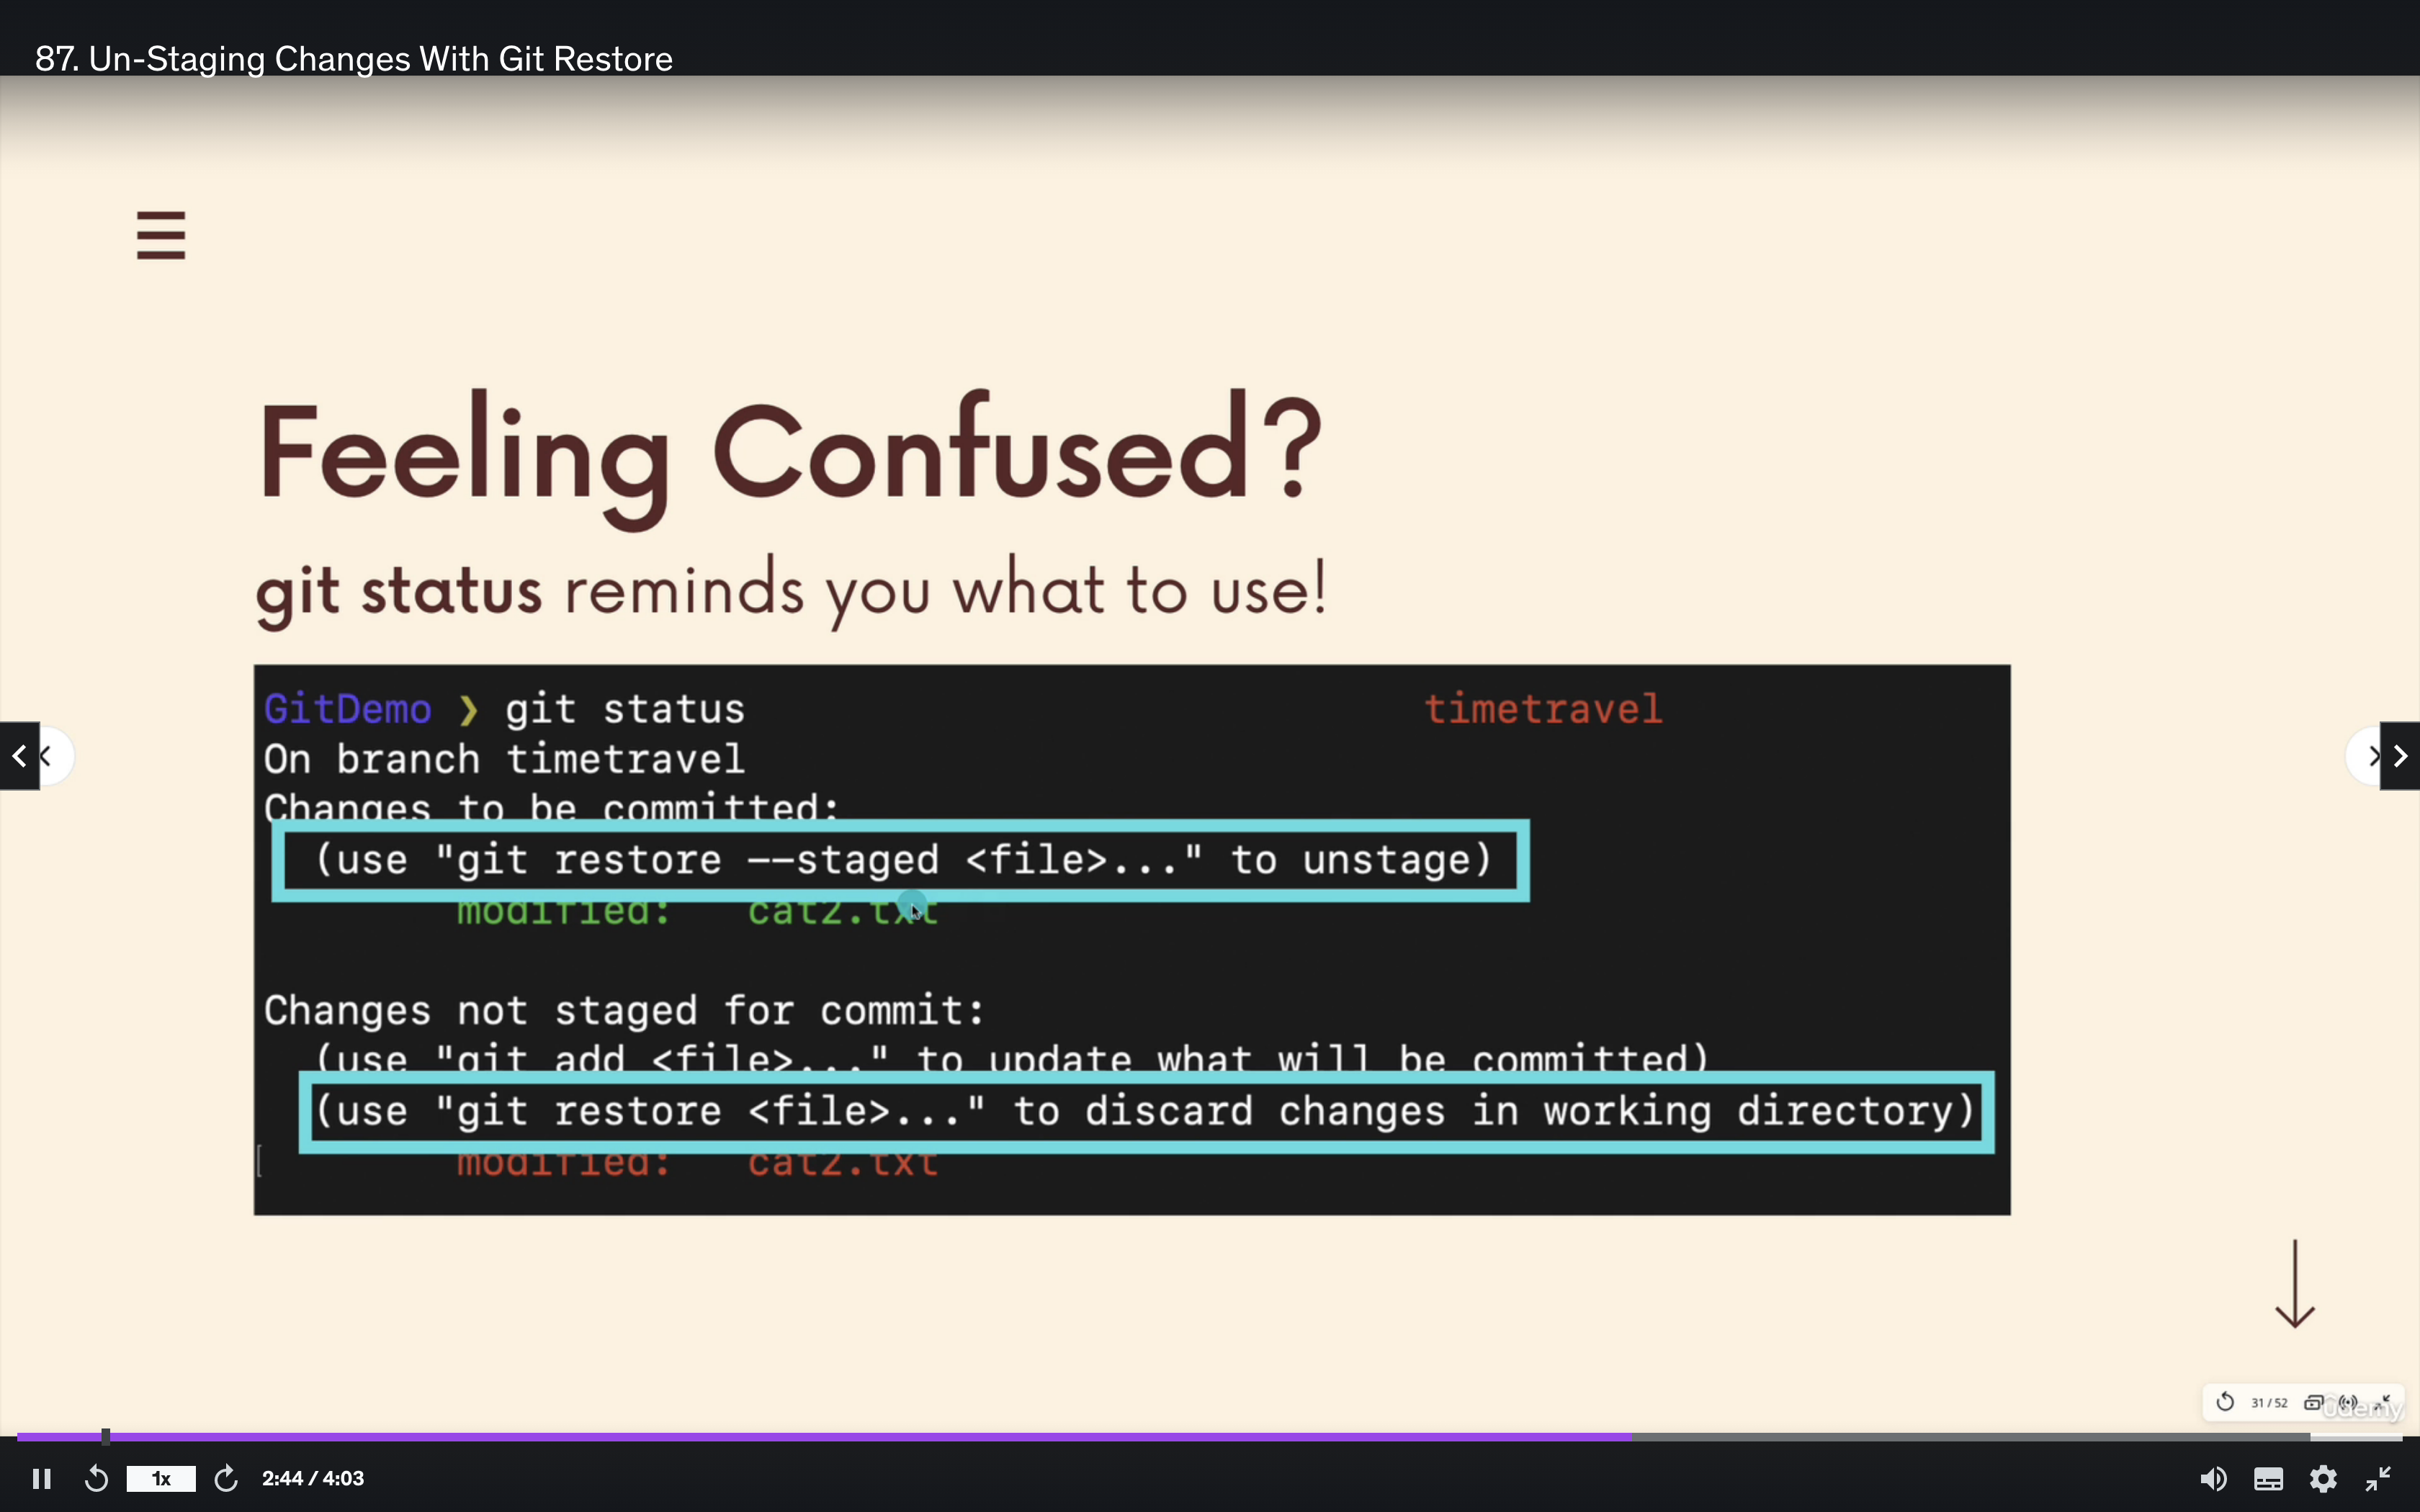 87. Un-Staging Changes With Git Restore
Feeling Confused?
git status reminds you what to use!
GitDemo ❯ git status timetravel
On branch timetravel
Changes to be committed:
(use "git restore --staged <file>..." to unstage)
modified: cat2.txt
Changes not staged for commit:
(use "git add <file>..." to update what will be committed)
(use "git restore <file>..." to discard changes in working directory)
modified: cat2.txt
31 / 52
Udemy
1x
2:44 / 4:03